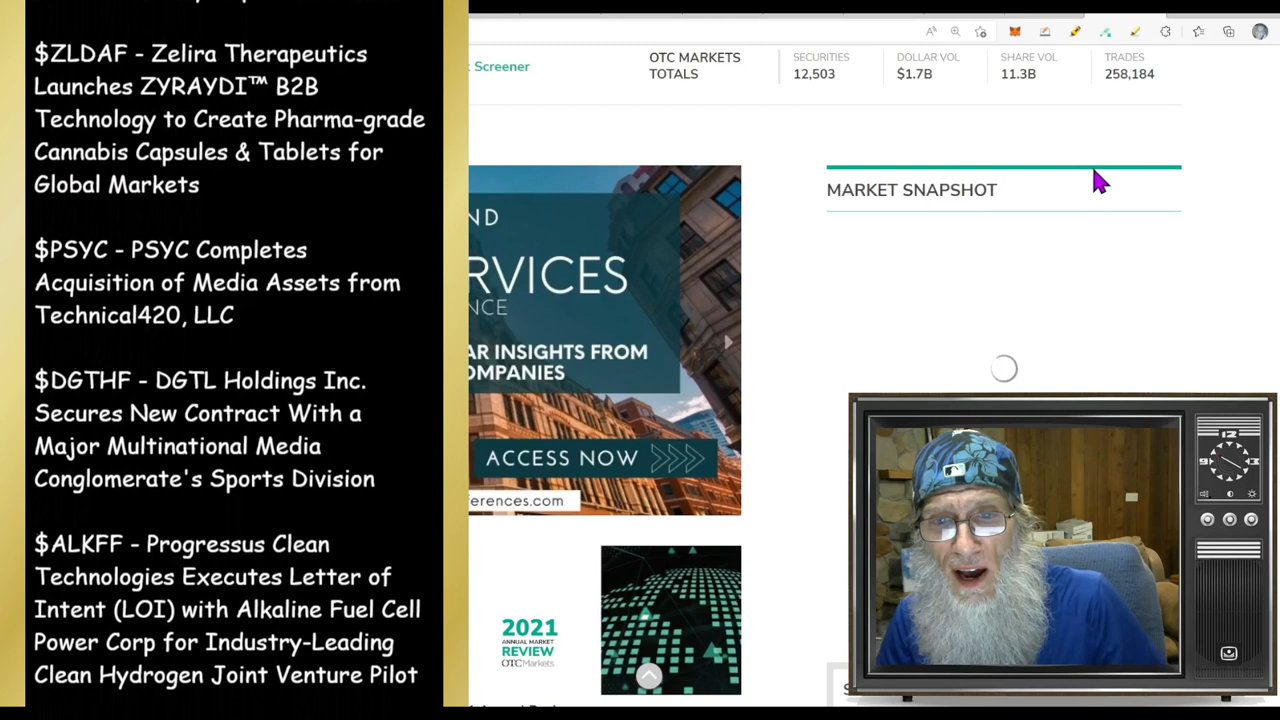 $ZLDAF - Zelira Therapeutics
Launches ZYRAYDI™ B2B
Technology to Create Pharma-grade
Cannabis Capsules & Tablets for
Global Markets
$PSYC - PSYC Completes
Acquisition of Media Assets from
Technical420, LLC
$DGTHF - DGTL Holdings Inc.
Secures New Contract With a
Major Multinational Media
Conglomerate's Sports Division
$ALKFF - Progressus Clean
Technologies Executes Letter of
Intent (LOI) with Alkaline Fuel Cell
Power Corp for Industry-Leading
Clean Hydrogen Joint Venture Pilot
Screener
OTC MARKETS
TOTALS
SECURITIES
12,503
DOLLAR VOL
$1.7B
SHARE VOL
11.3B
TRADES
258,184
ND
RVICES
NCE
AR INSIGHTS FROM
OMPANIES
ACCESS NOW
ferences.com
MARKET SNAPSHOT
2021
ANNUAL MARKET
REVIEW
OTCMarkets
12
9
3